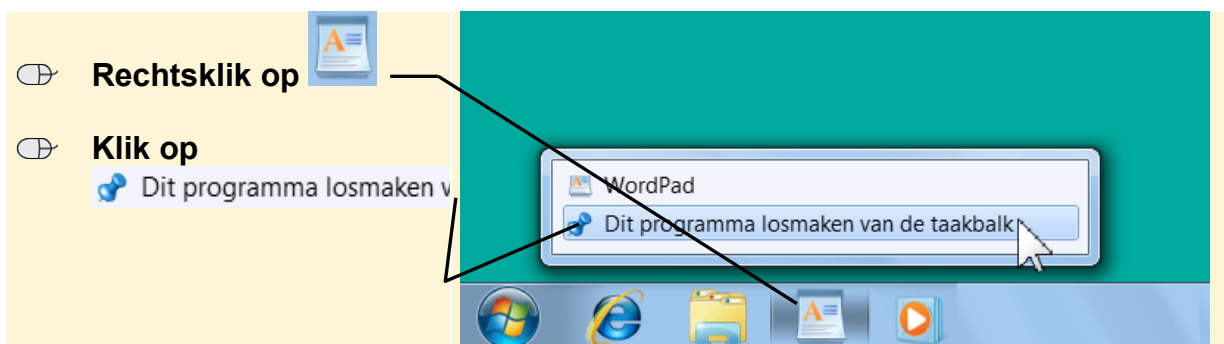 Rechtsklik op
Klik op
Dit programma losmaken v
WordPad
Dit programma losmaken van de taakbalk